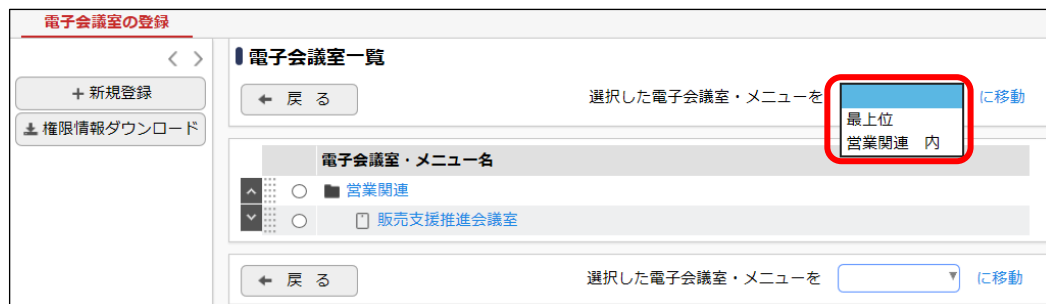 電子会議室の登録
電子会議室一覧
+ 新規登録
権限情報ダウンロード
戻 る
選択した電子会議室・メニューを に移動
最上位
営業関連 内
電子会議室・メニュー名
営業関連
販売支援推進会議室
戻 る
選択した電子会議室・メニューを に移動